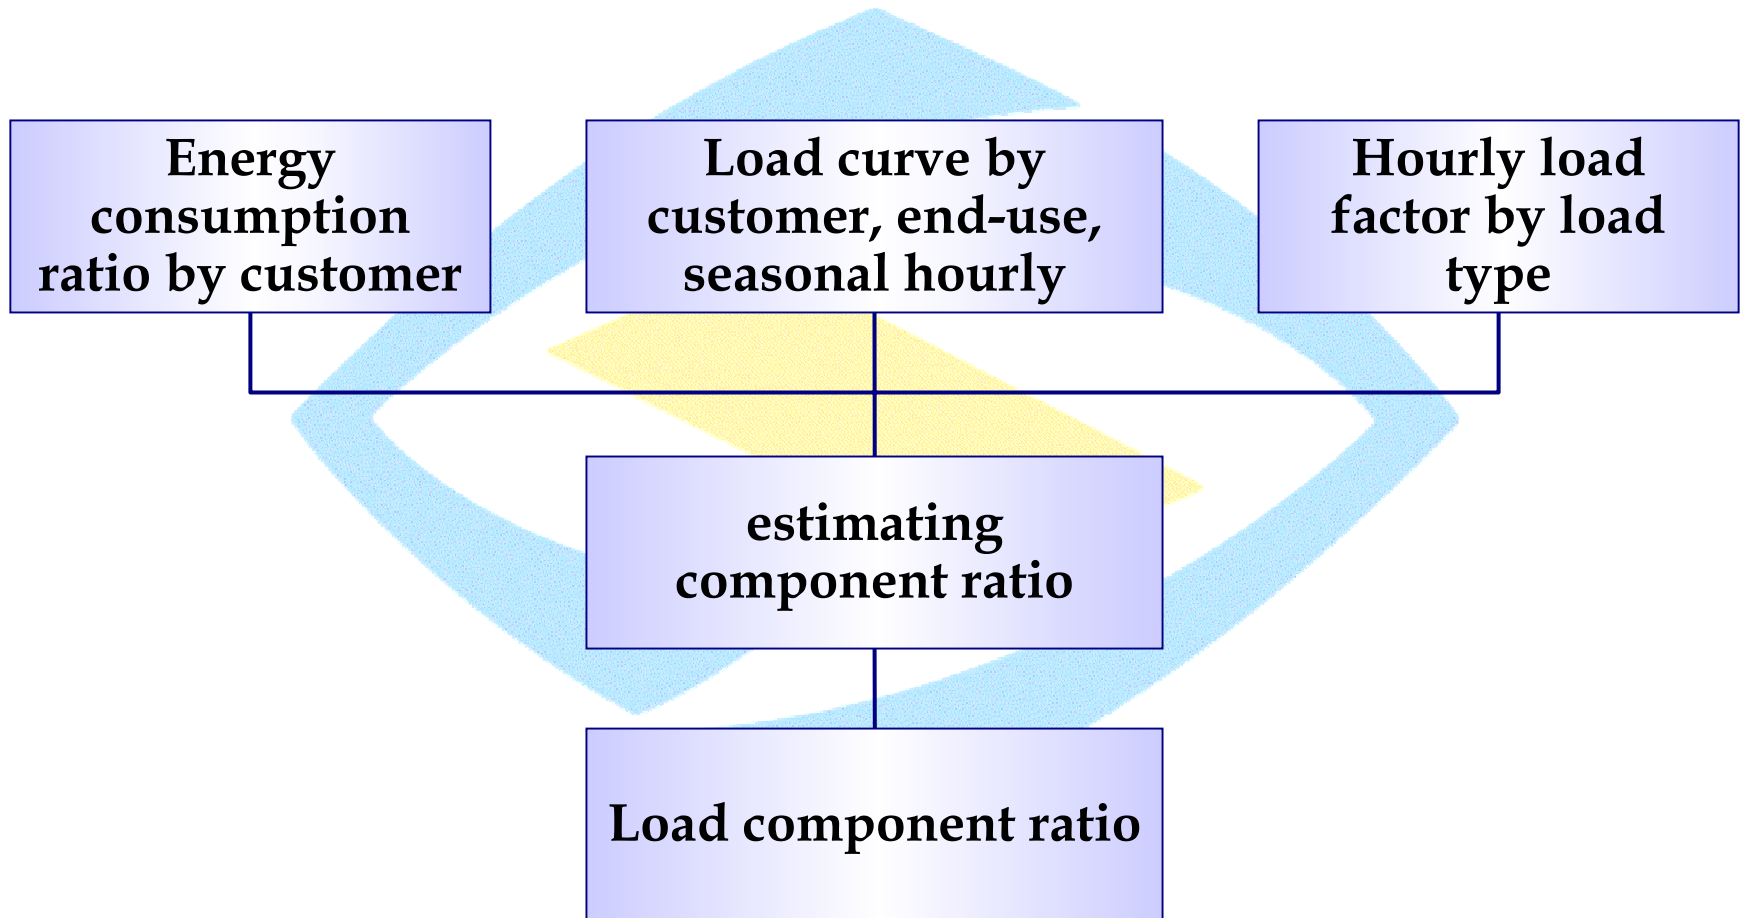 Energy
consumption
ratio by customer
Load curve by
customer, end-use,
seasonal hourly
Hourly load
factor by load
type
estimating
component ratio
Load component ratio